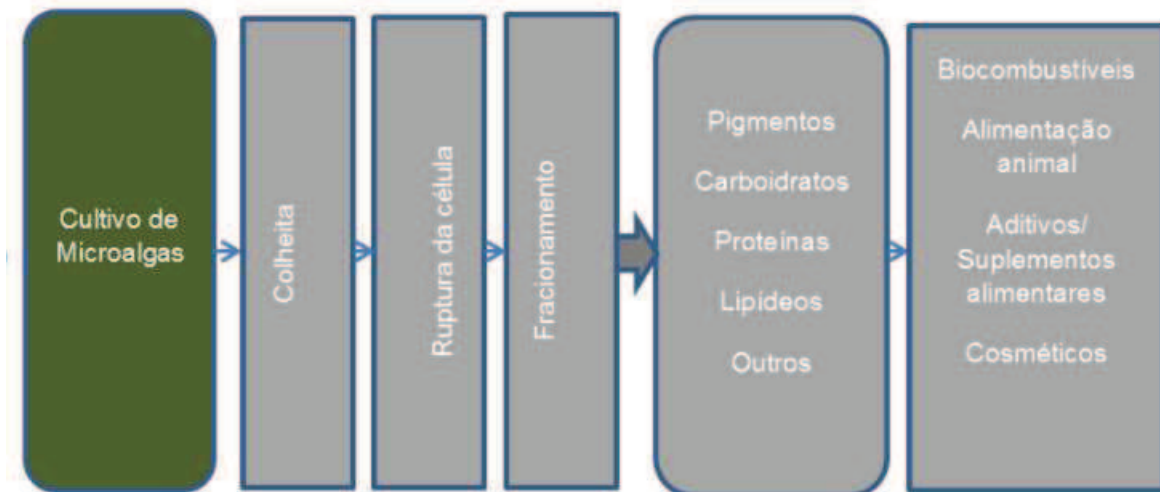 Cultivo de
Microalgas
Colheita
Ruptura da célula
Fracionamento
Pigmentos
Carboidratos
Proteínas
Lipídeos
Outros
Biocombustíveis
Alimentação
animal
Aditivos/
Suplementos
alimentares
Cosméticos